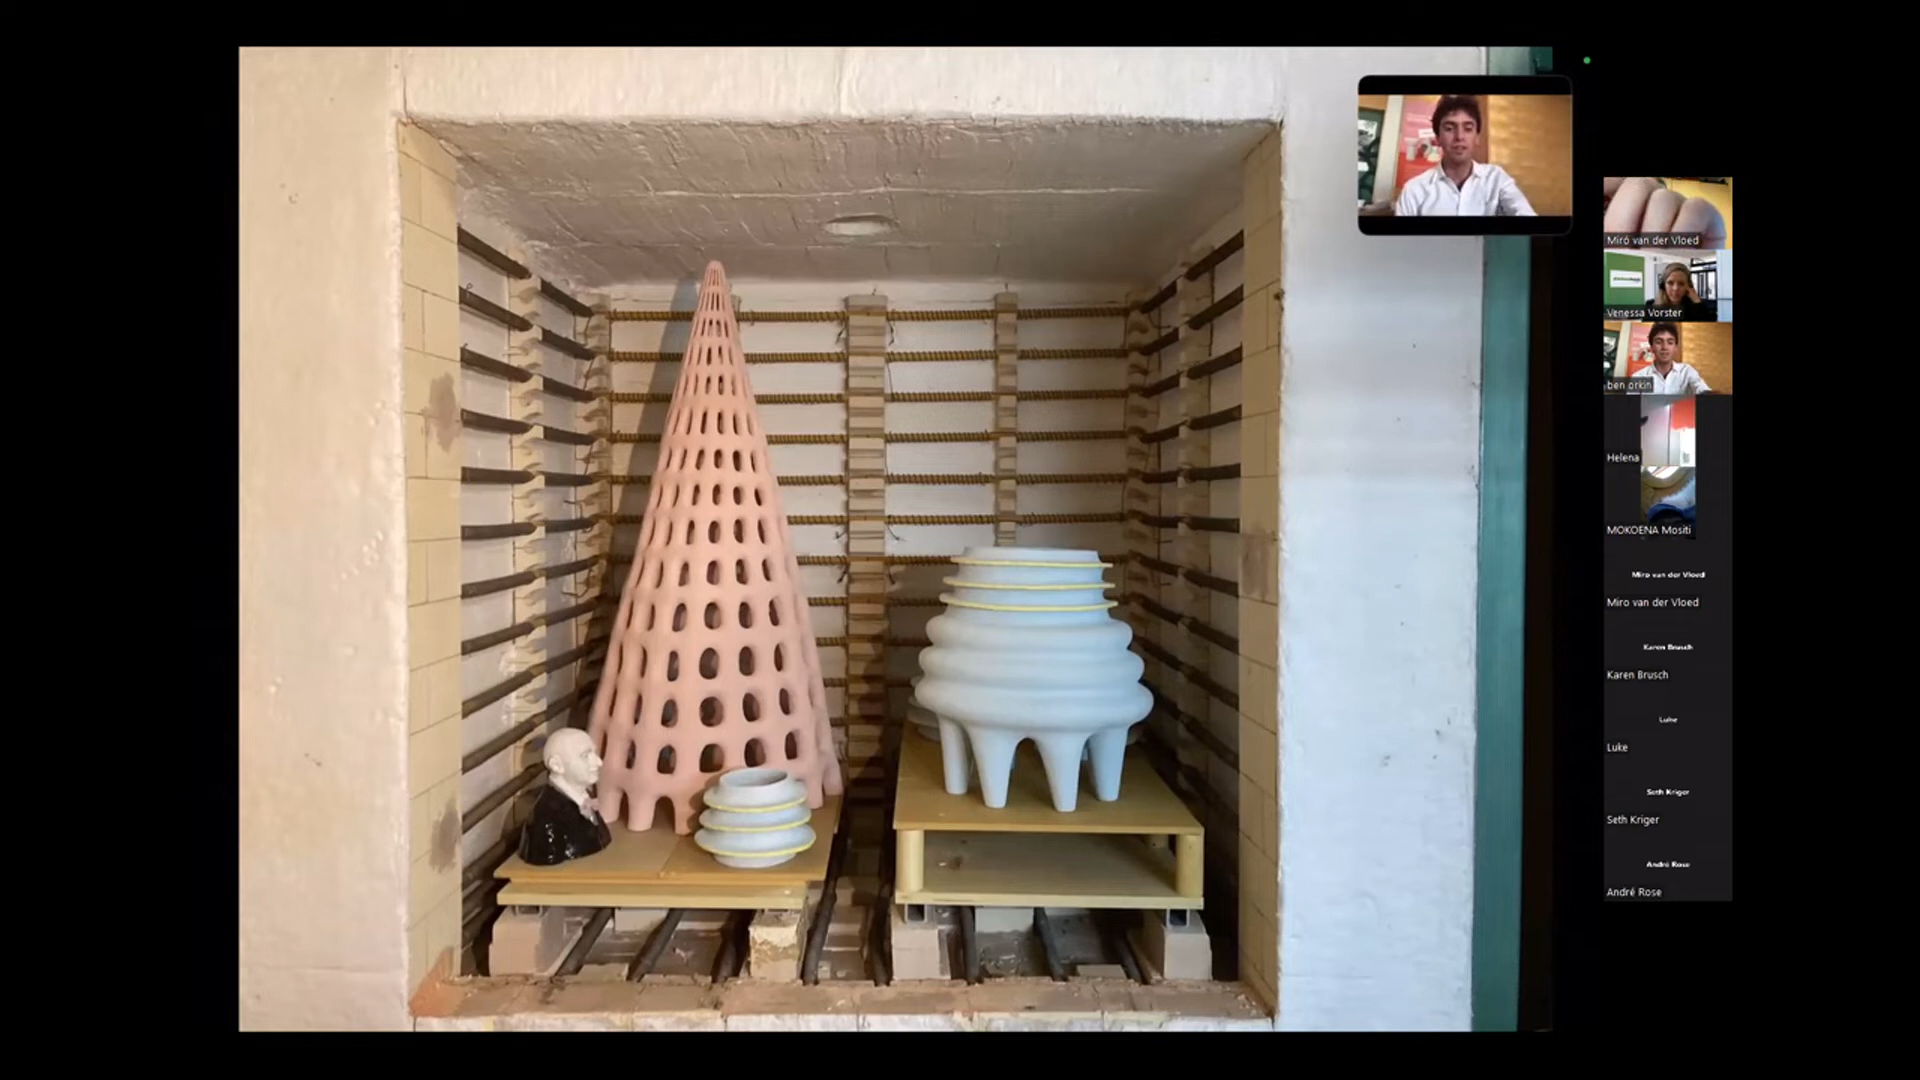 Miró van der Vloed
Venessa Vorster
ben orkin
Helena
MOKOENA Mositi
Miro van der Vloed
Miro van der Vloed
Karen Brusch
Karen Brusch
Luke
Luke
Seth Kriger
Seth Kriger
André Rose
André Rose